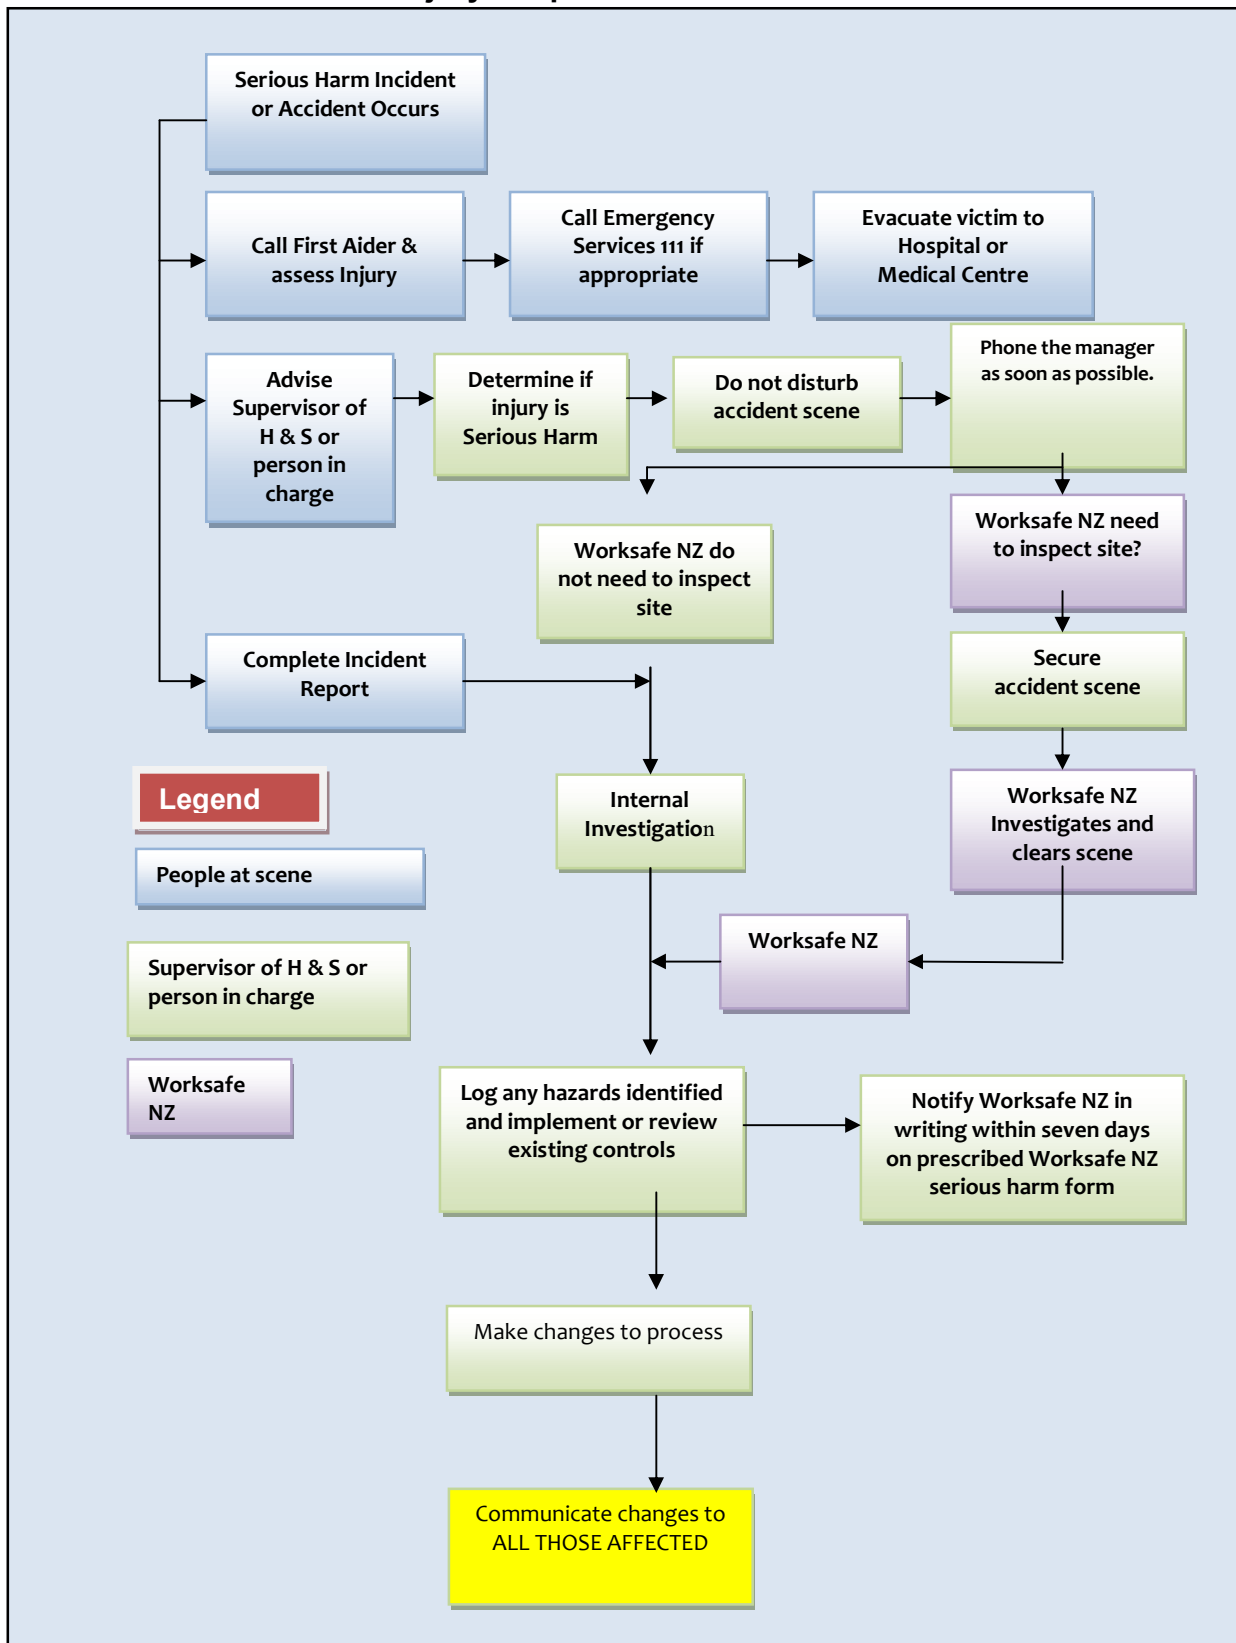 Serious Harm Incident
or Accident Occurs
Call First Aider &
assess Injury
Call Emergency
Services 111 if
appropriate
Evacuate victim to
Hospital or
Medical Centre
Advise
Supervisor of
H & S or
person in
charge
Determine if
injury is
Serious Harm
Do not disturb
accident scene
Phone the manager
as soon as possible.
Worksafe NZ do
not need to inspect
site
Worksafe NZ need
to inspect site?
Complete Incident
Report
Secure
accident scene
Legend
Internal
Investigation
Worksafe NZ
Investigates and
clears scene
People at scene
Worksafe NZ
Supervisor of H & S or
person in charge
Worksafe
NZ
Log any hazards identified
and implement or review
existing controls
Notify Worksafe NZ in
writing within seven days
on prescribed Worksafe NZ
serious harm form
Make changes to process
Communicate changes to
ALL THOSE AFFECTED